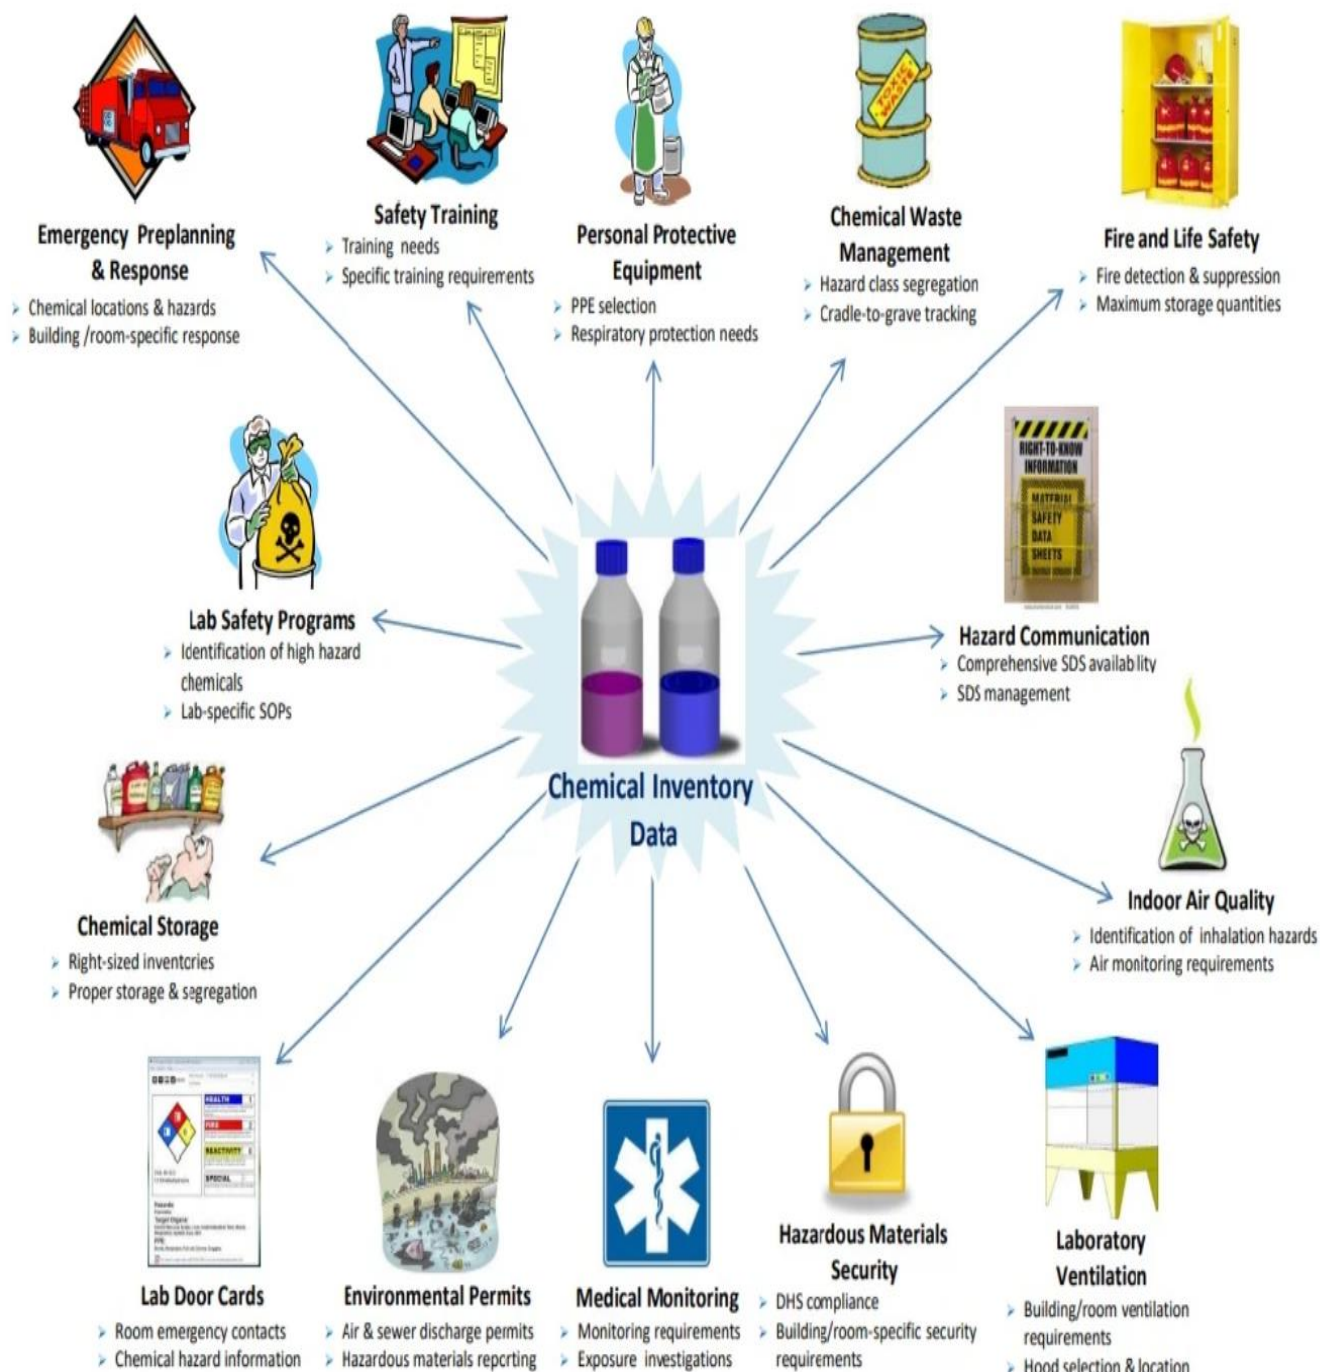 Emergency Preplanning
& Response
➢ Chemical locations & hazards
➢ Building /room-specific response
Safety Training
➢ Training needs
➢ Specific training requirements
Personal Protective
Equipment
➢ PPE selection
➢ Respiratory protection needs
TOXIC
WASTE
Chemical Waste
Management
➢ Hazard class segregation
➢ Cradle-to-grave tracking
Fire and Life Safety
➢ Fire detection & suppression
➢ Maximum storage quantities
Lab Safety Programs
➢ Identification of high hazard
chemicals
➢ Lab-specific SOPs
RIGHT-TO-KNOW
INFORMATION
MATERIAL
SAFETY
DATA
SHEETS
Hazard Communication
➢ Comprehensive SDS availablity
➢ SDS management
Chemical Inventory
Data
Chemical Storage
➢ Right-sized inventories
➢ Proper storage & segregation
Indoor Air Quality
➢ Identification of inhalation hazards
➢ Air monitoring requirements
HEALTH
FIRE
REACTIVITY
SPECIAL
Lab Door Cards
➢ Room emergency contacts
➢ Chemical hazard information
Environmental Permits
➢ Air & sewer discharge permits
➢ Hazardous materials reporting
Medical Monitoring
➢ Monitoring requirements
➢ Exposure investigations
Hazardous Materials
Security
➢ DHS compliance
➢ Building/room-specific security
requirements
Laboratory
Ventilation
➢ Building/room ventilation
requirements
➢ Hood selection & location